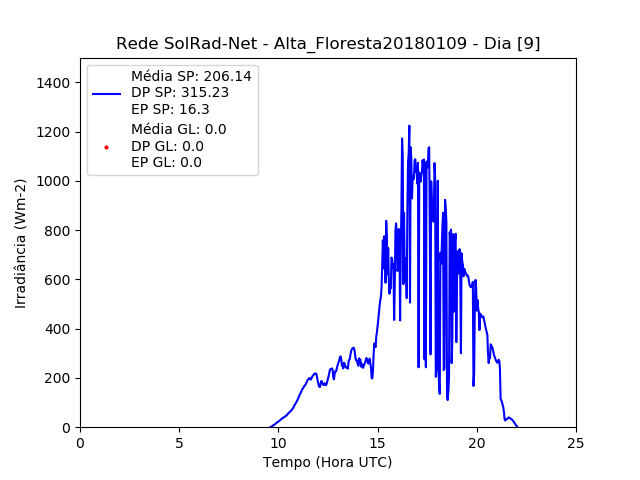 Rede SolRad-Net - Alta_Floresta20180109 - Dia [9]
Média SP: 206.14
DP SP: 315.23
EP SP: 16.3
Média GL: 0.0
DP GL: 0.0
EP GL: 0.0
Irradiância (Wm-2)
1400
1200
1000
800
600
400
200
0
0 5 10 15 20 25
Tempo (Hora UTC)